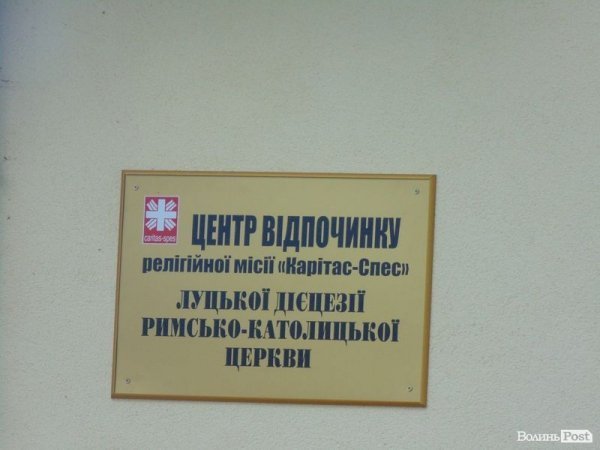 caritas-spes
ЦЕНТР ВІДПОЧИНКУ
релігійної місії «Карітас-Спес»
ЛУЦЬКОЇ ДІЄЦЕЗІЇ
РИМСЬКО-КАТОЛИЦЬКОЇ
ЦЕРКВИ
ВолиньPost